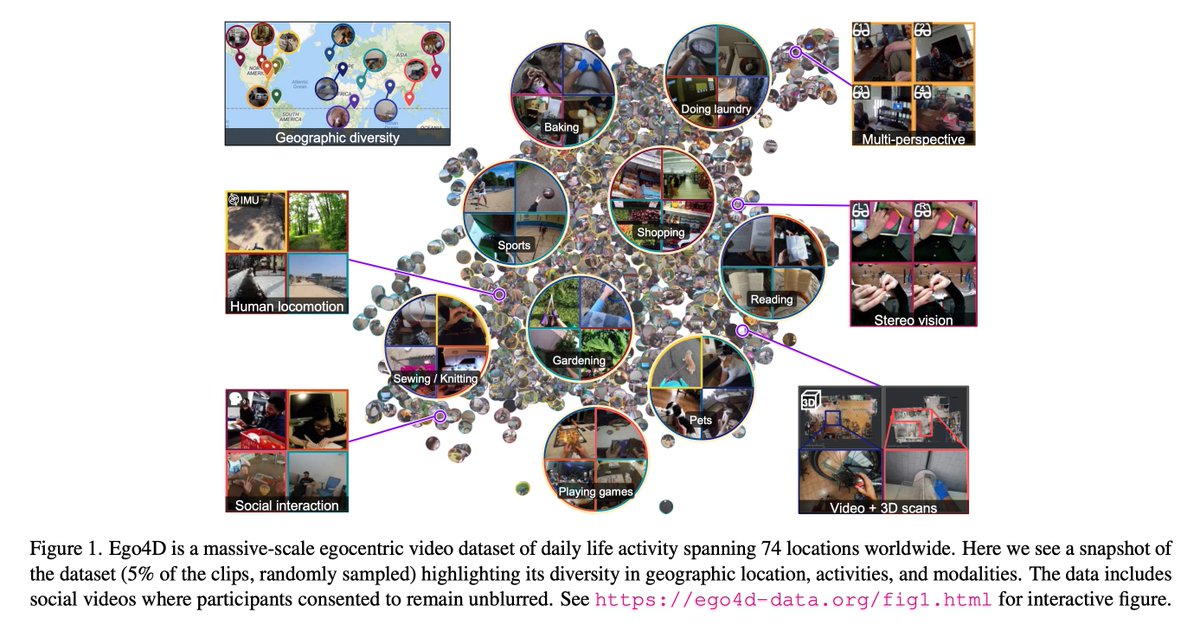 Geographic diversity
NORTH
AMERICA
Atlantic
Ocean
SOUTH
AMERICA
AFRICA
ASIA
Baking
Doing laundry
1
2
3
4
Multi-perspective
Sports
Shopping
IMU
Human locomotion
Reading
L
R
Stereo vision
Gardening
Sewing / Knitting
Pets
3D
Video + 3D scans
Social interaction
Playing games
Figure 1. Ego4D is a massive-scale egocentric video dataset of daily life activity spanning 74 locations worldwide. Here we see a snapshot of
the dataset (5% of the clips, randomly sampled) highlighting its diversity in geographic location, activities, and modalities. The data includes
social videos where participants consented to remain unblurred. See https://ego4d-data.org/fig1.html for interactive figure.